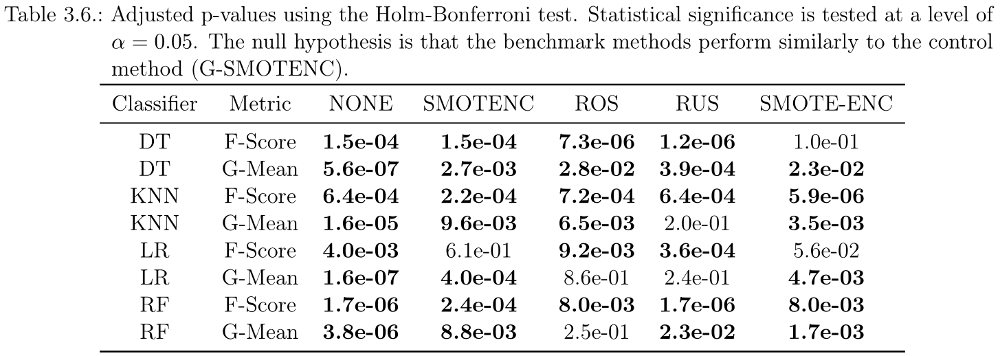 Table 3.6.: Adjusted p-values using the Holm-Bonferroni test. Statistical significance is tested at a level of
α = 0.05. The null hypothesis is that the benchmark methods perform similarly to the control
method (G-SMOTENC).
Classifier Metric NONE SMOTENC ROS RUS SMOTE-ENC
DT F-Score 1.5e-04 1.5e-04 7.3e-06 1.2e-06 1.0e-01
DT G-Mean 5.6e-07 2.7e-03 2.8e-02 3.9e-04 2.3e-02
KNN F-Score 6.4e-04 2.2e-04 7.2e-04 6.4e-04 5.9e-06
KNN G-Mean 1.6e-05 9.6e-03 6.5e-03 2.0e-01 3.5e-03
LR F-Score 4.0e-03 6.1e-01 9.2e-03 3.6e-04 5.6e-02
LR G-Mean 1.6e-07 4.0e-04 8.6e-01 2.4e-01 4.7e-03
RF F-Score 1.7e-06 2.4e-04 8.0e-03 1.7e-06 8.0e-03
RF G-Mean 3.8e-06 8.8e-03 2.5e-01 2.3e-02 1.7e-03